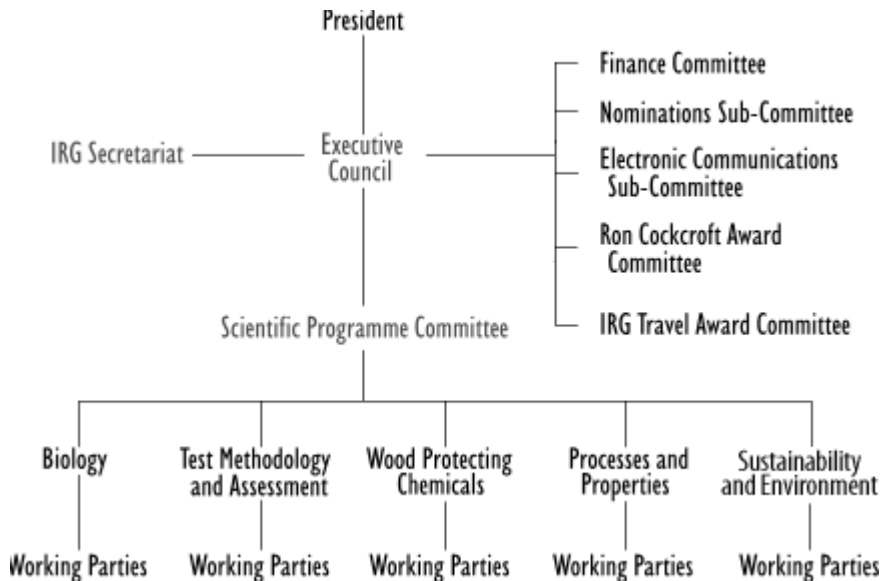 President
Finance Committee
Nominations Sub-Committee
IRG Secretariat
Executive
Council
Electronic Communications
Sub-Committee
Ron Cockcroft Award
Committee
Scientific Programme Committee
IRG Travel Award Committee
Biology
Test Methodology
and Assessment
Wood Protecting
Chemicals
Processes and
Properties
Sustainability
and Environment
Working Parties
Working Parties
Working Parties
Working Parties
Working Parties